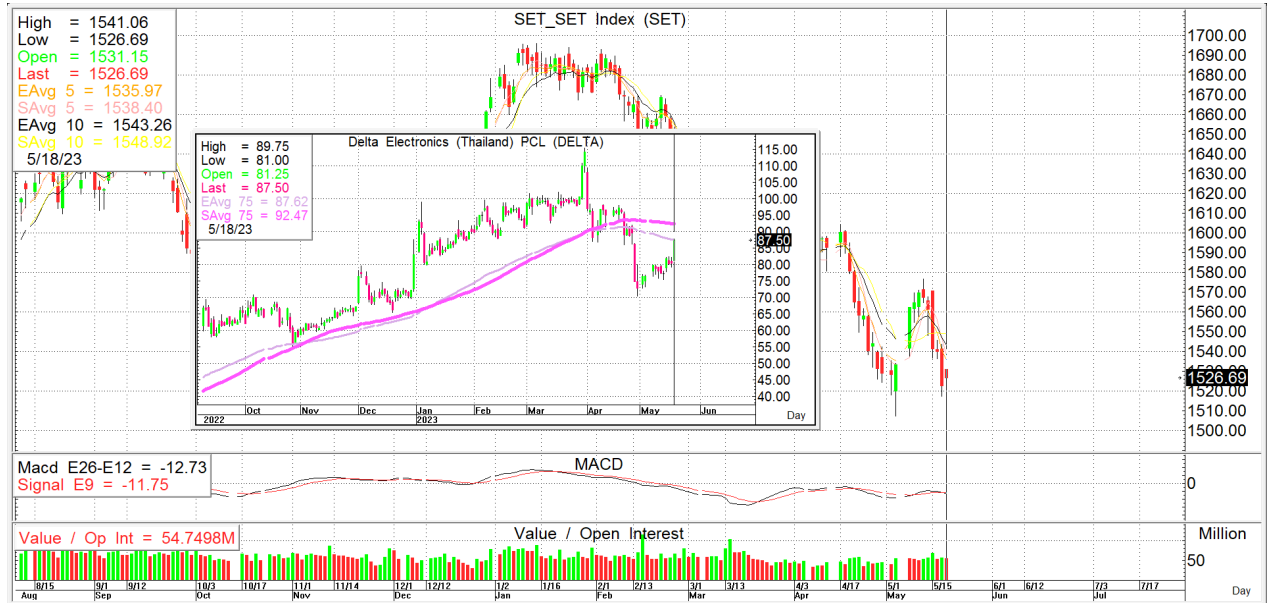 SET_SET Index (SET)
High = 1541.06
Low = 1526.69
Open = 1531.15
Last = 1526.69
EAvg 5 = 1535.97
SAvg 5 = 1538.40
EAvg 10 = 1543.26
SAvg 10 = 1548.92
5/18/23
1700.00
1690.00
1680.00
1670.00
1660.00
1650.00
1640.00
1630.00
1620.00
1610.00
1600.00
1590.00
1580.00
1570.00
1560.00
1550.00
1540.00
1526.69
1520.00
1510.00
1500.00
Delta Electronics (Thailand) PCL (DELTA)
High = 89.75
Low = 81.00
Open = 81.25
Last = 87.50
EAvg 75 = 87.62
SAvg 75 = 92.47
5/18/23
115.00
110.00
105.00
100.00
95.00
90.00
87.50
85.00
80.00
75.00
70.00
65.00
60.00
55.00
50.00
45.00
40.00
Oct Nov Dec Jan Feb Mar Apr May Jun
2022 2023
Day
MACD
Macd E26-E12 = -12.73
Signal E9 = -11.75
0
Value / Open Interest
Value / Op Int = 54.7498M
Million
50
8/15 9/1 9/12 10/3 10/17 11/1 11/14 12/1 12/12 1/2 1/16 2/1 2/13 3/1 3/13 4/3 4/17 5/1 5/15 6/1 6/12 7/3 7/17
Aug Sep Oct Nov Dec Jan Feb Mar Apr May Jun Jul
Day